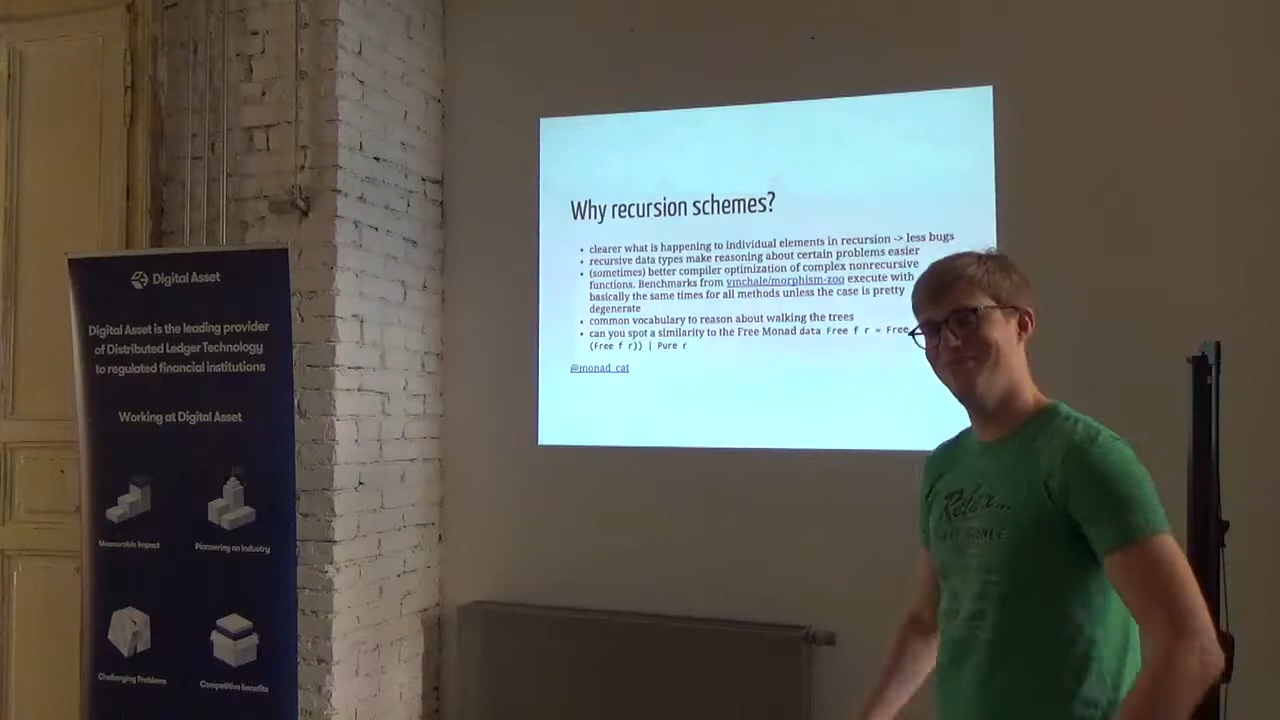 Digital Asset
Digital Asset is the leading provider
of Distributed Ledger Technology
to regulated financial institutions
Working at Digital Asset
Measurable Impact
Pioneering an Industry
Challenging Problems
Competitive benefits
Why recursion schemes?
• clearer what is happening to individual elements in recursion -> less bugs
• recursive data types make reasoning about certain problems easier
• (sometimes) better compiler optimization of complex nonrecursive
functions. Benchmarks from vmchale/morphism-zoo execute with
basically the same times for all methods unless the case is pretty
degenerate
• common vocabulary to reason about walking the trees
• can you spot a similarity to the Free Monad data Free f r = Free
(Free f r)) | Pure r
@monad_cat
Relax...